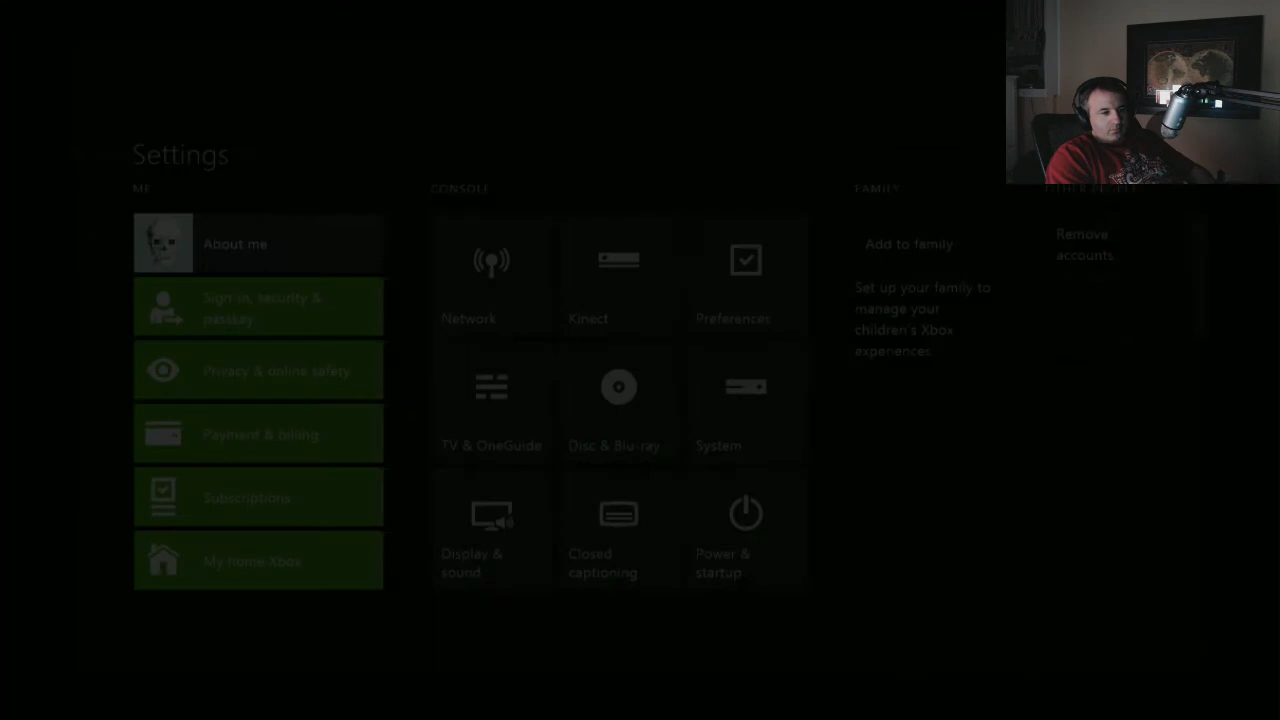 Settings
ME
About me
Sign-in, security &
passkey
Privacy & online safety
Payment & billing
Subscriptions
My home Xbox
CONSOLE
Network
Kinect
Preferences
TV & OneGuide
Disc & Blu-ray
System
Display &
sound
Closed
captioning
Power &
startup
FAMILY
Add to family
Set up your family to
manage your
children's Xbox
experiences
OTHER PEOPLE
Remove
accounts